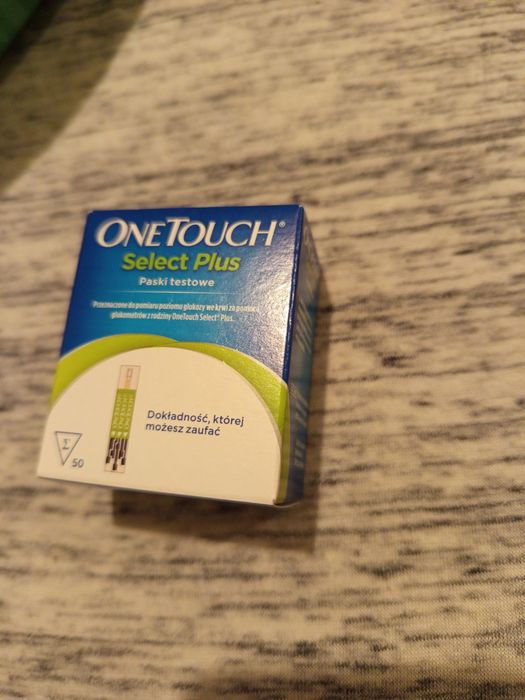 ONETOUCH®
Select Plus
Paski testowe
Przeznaczone do pomiaru poziomu glukozy we krwi za pomocą
glukometrów z rodziny OneTouch Select® Plus.
Dokładność, której
możesz zaufać
50